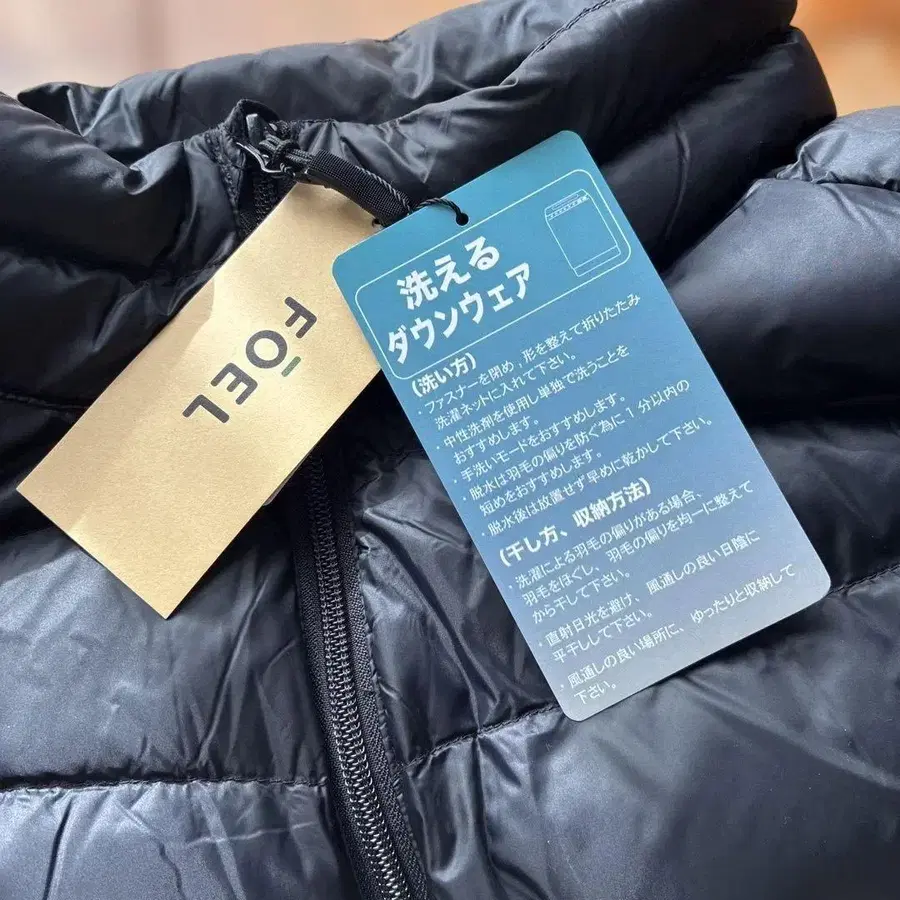 FOEL
洗える
ダウンウェア
(洗い方)
・ファスナーを閉め、形を整えて折りたたみ
洗濯ネットに入れて下さい。
・中性洗剤を使用し単独で洗うことを
おすすめします。
・手洗いモードをおすすめします。
・脱水は羽毛の偏りを防ぐ為に1分以内の
短めをおすすめします。
・脱水後は放置せず早めに乾かして下さい。
(干し方、収納方法)
・洗濯による羽毛の偏りがある場合、
羽毛をほぐし、羽毛の偏りを均一に整えて
から干して下さい。
・直射日光を避け、風通しの良い日陰に
平干しして下さい。
・風通しの良い場所に、ゆったりと収納して
下さい。